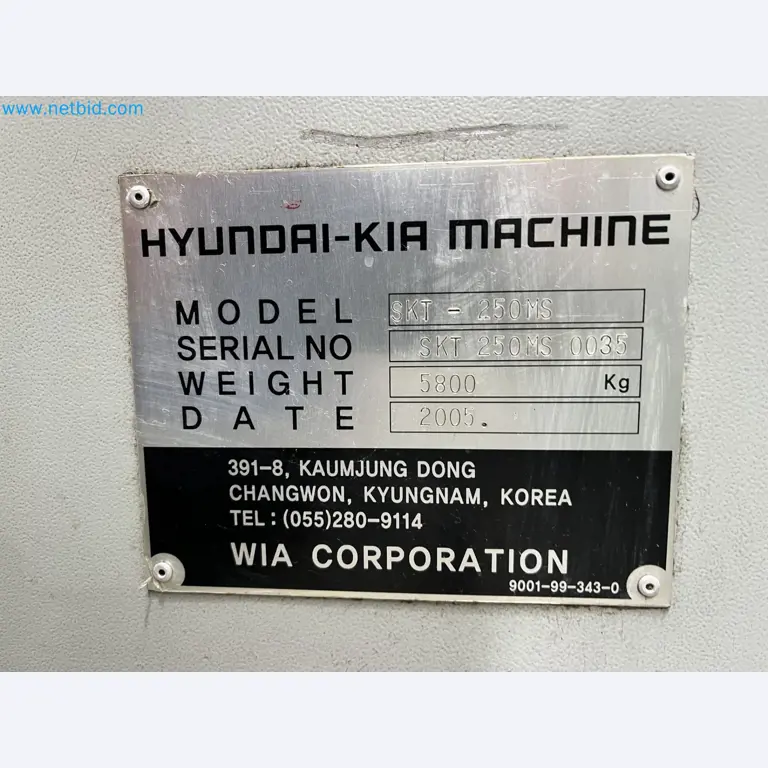 www.netbid.com
HYUNDAI-KIA MACHINE
MODEL SKT - 250MS
SERIAL NO SKT 250MS 0035
WEIGHT 5800 Kg
DATE 2005.
391-8, KAUMJUNG DONG
CHANGWON, KYUNGNAM, KOREA
TEL : (055)280-9114
WIA CORPORATION
9001-99-343-0